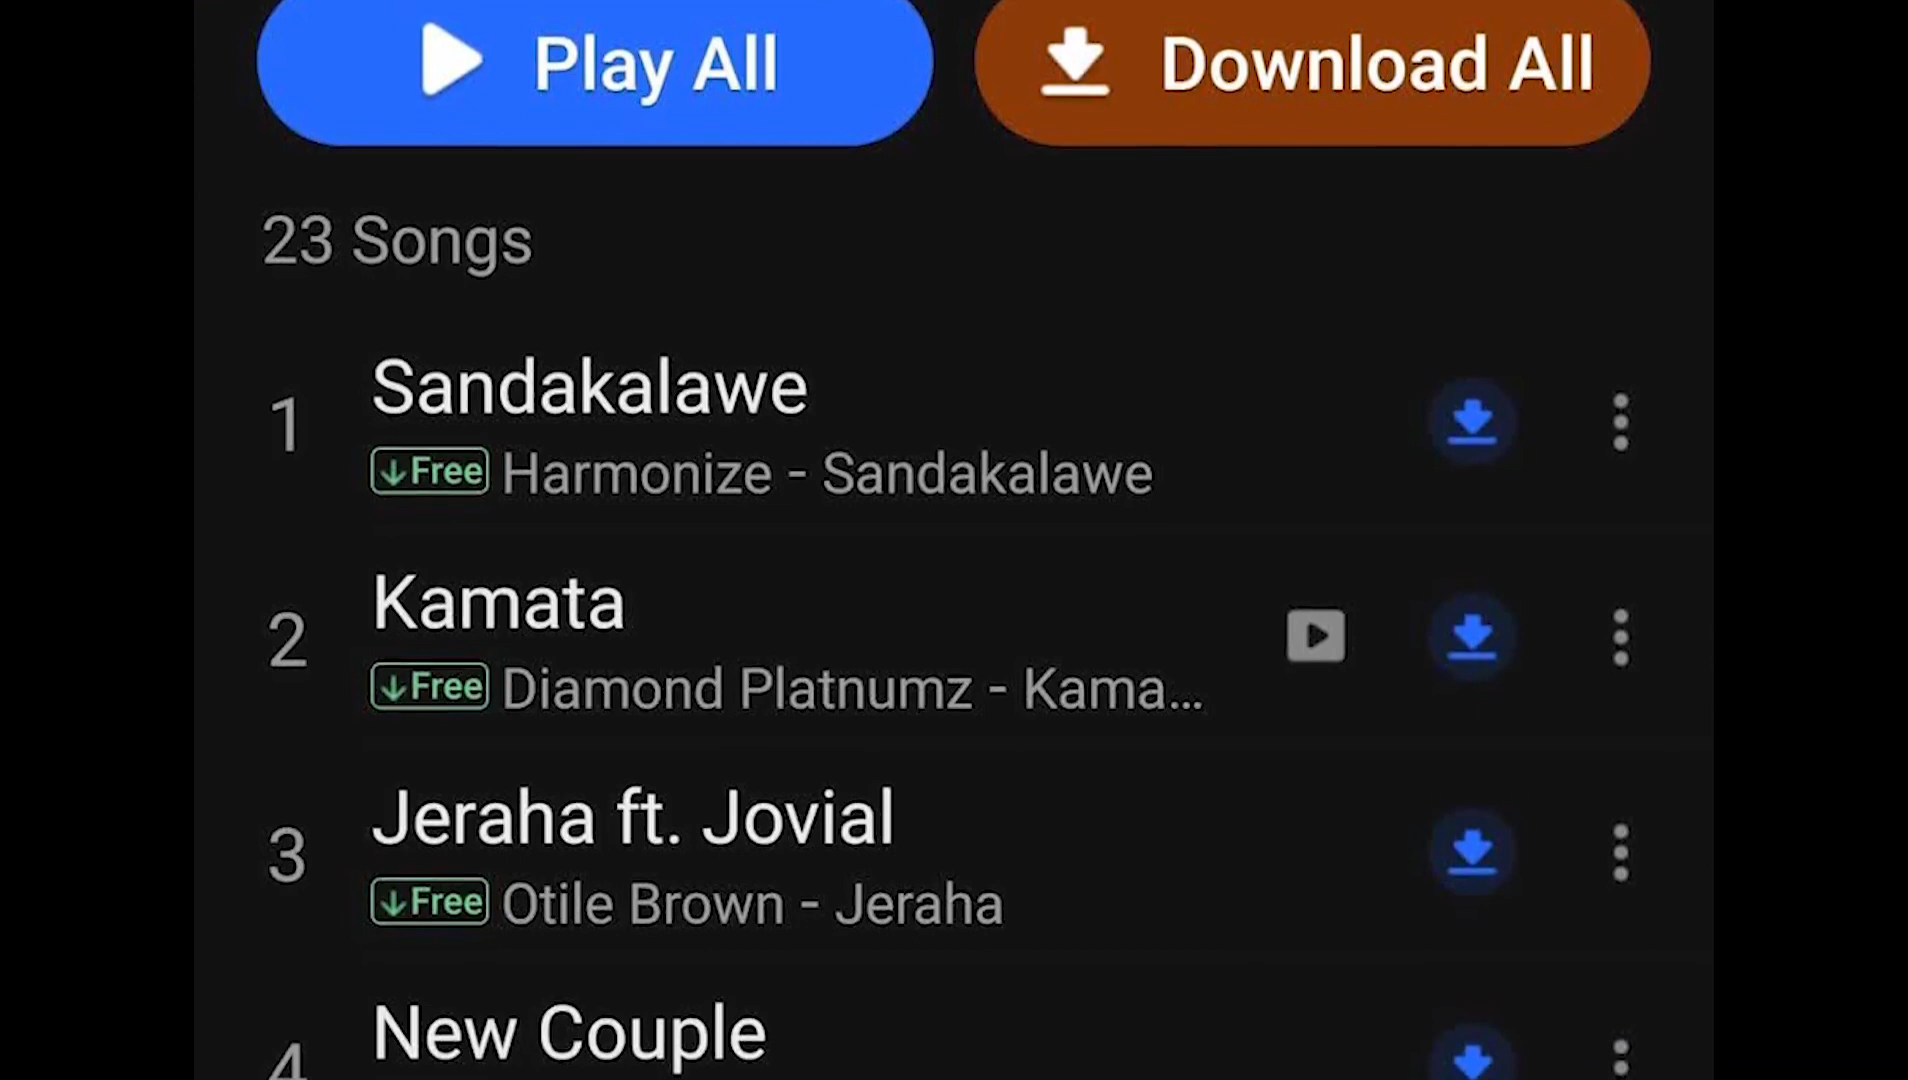 Play All
Download All
23 Songs
1
Sandakalawe
Free Harmonize - Sandakalawe
2
Kamata
Free Diamond Platnumz - Kama...
3
Jeraha ft. Jovial
Free Otile Brown - Jeraha
4
New Couple